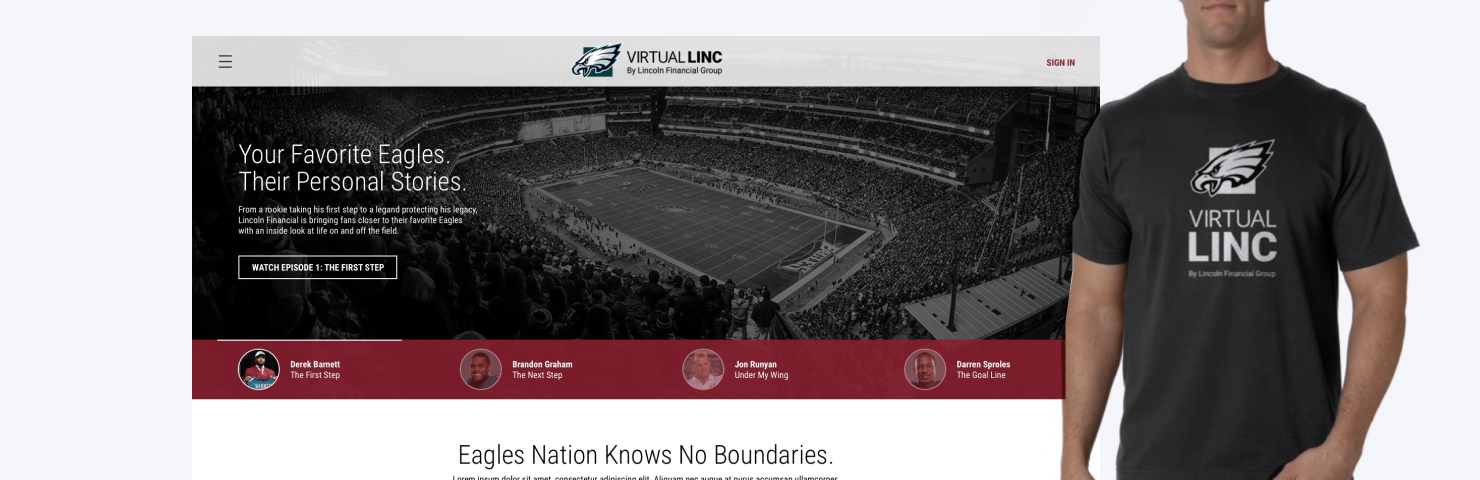 VIRTUAL LINC
By Lincoln Financial Group
SIGN IN
Your Favorite Eagles.
Their Personal Stories.
From a rookie taking his first step to a legand protecting his legacy,
Lincoln Financial is bringing fans closer to their favorite Eagles
with an inside look at life on and off the field.
WATCH EPISODE 1: THE FIRST STEP
Derek Barnett
The First Step
Brandon Graham
The Next Step
Jon Runyan
Under My Wing
Darren Sproles
The Goal Line
Eagles Nation Knows No Boundaries.
Lorem ipsum dolor sit amet, consectetur adipiscing elit. Aliquam nec augue at purus accumsan ullamcorper
VIRTUAL
LINC
By Lincoln Financial Group